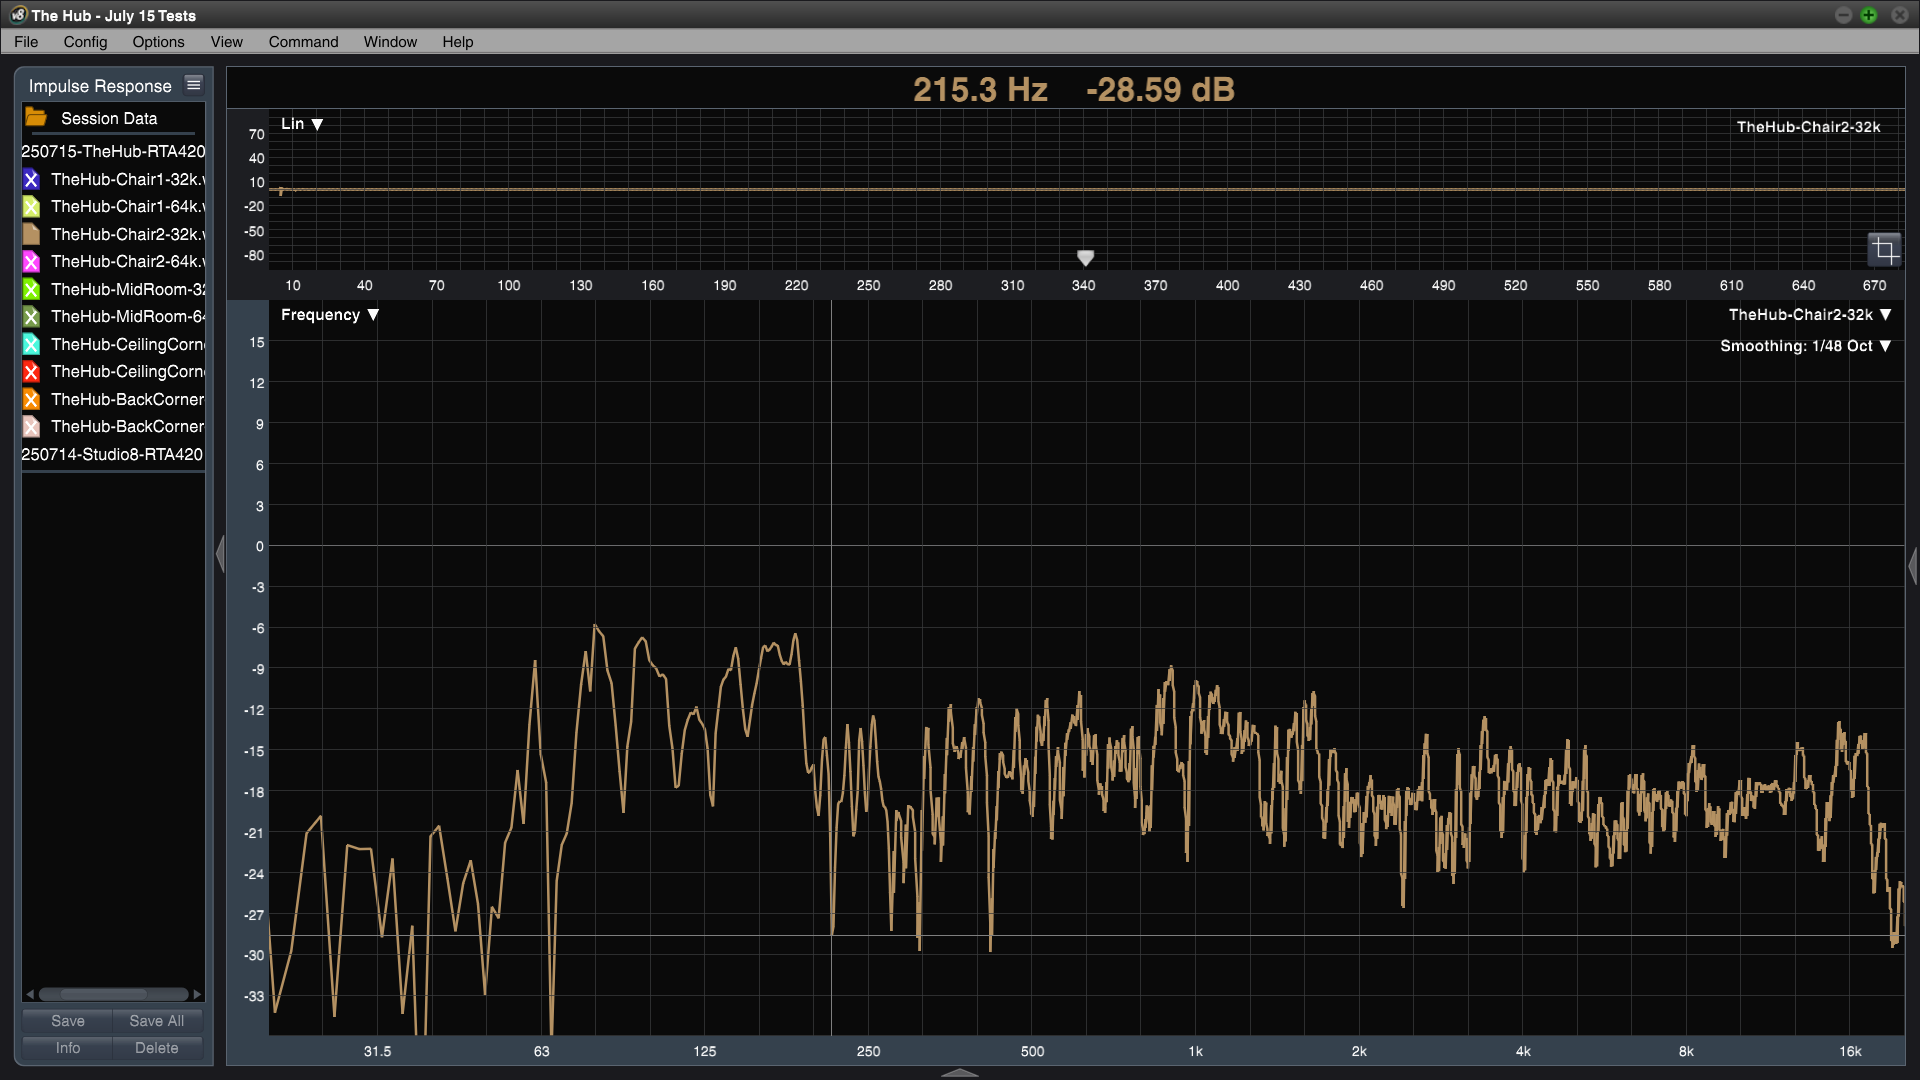 The Hub - July 15 Tests
File Config Options View Command Window Help
Impulse Response
Session Data
250715-TheHub-RTA420
TheHub-Chair1-32k.w
TheHub-Chair1-64k.w
TheHub-Chair2-32k.w
TheHub-Chair2-64k.w
TheHub-MidRoom-32
TheHub-MidRoom-64
TheHub-CeilingCorne
TheHub-CeilingCorne
TheHub-BackCorner
TheHub-BackCorner
250714-Studio8-RTA420
Save Save All
Info Delete
215.3 Hz -28.59 dB
Lin ▼
TheHub-Chair2-32k
70
40
10
-20
-50
-80
10 40 70 100 130 160 190 220 250 280 310 340 370 400 430 460 490 520 550 580 610 640 670
Frequency ▼
TheHub-Chair2-32k ▼
Smoothing: 1/48 Oct ▼
15
12
9
6
3
0
-3
-6
-9
-12
-15
-18
-21
-24
-27
-30
-33
31.5 63 125 250 500 1k 2k 4k 8k 16k